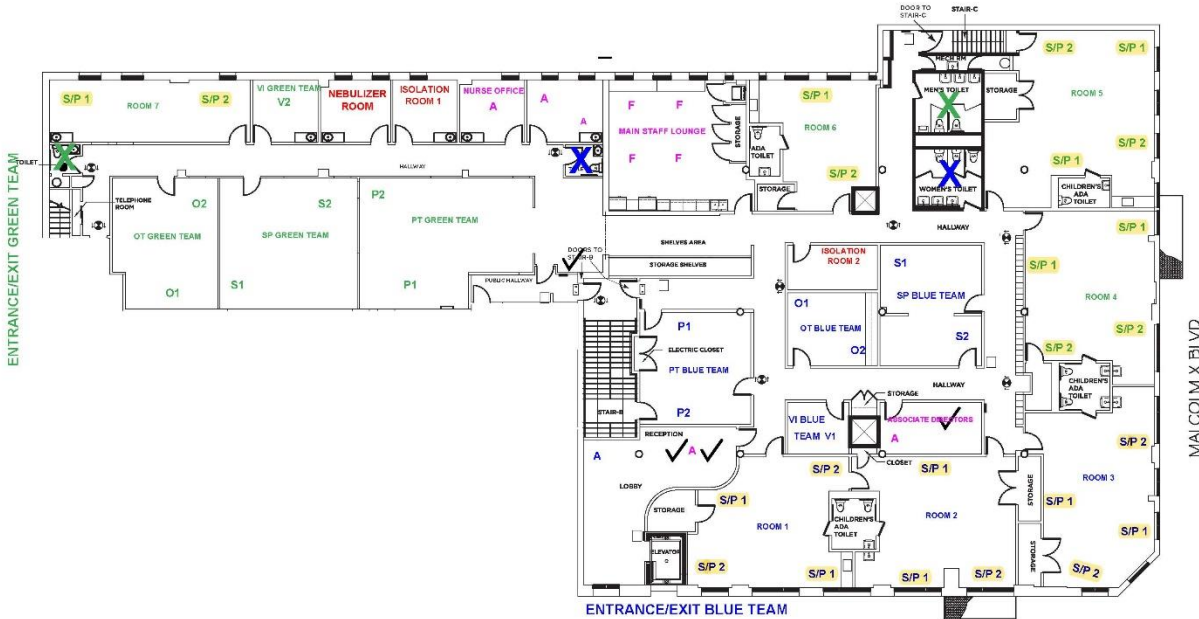 DOOR TO
STAIR-C
STAIR-C
MECH RM
S/P 2
S/P 1
S/P 1
ROOM 7
S/P 2
VI GREEN TEAM
V2
NEBULIZER
ROOM
ISOLATION
ROOM 1
NURSE OFFICE
A
A
A
F F
MAIN STAFF LOUNGE
F F
STORAGE
S/P 1
ROOM 6
ADA
TOILET
S/P 2
STORAGE
MEN'S TOILET
X
STORAGE
ROOM 5
S/P 2
S/P 1
CHILDREN'S
ADA
TOILET
X
WOMEN'S TOILET
TOILET
X
HALLWAY
X
ENTRANCE/EXIT GREEN TEAM
TELEPHONE
ROOM
O2
OT GREEN TEAM
O1
S2
SP GREEN TEAM
S1
P2
PT GREEN TEAM
P1
DOORS TO
STAIR-B
PUBLIC HALLWAY
SHELVES AREA
STORAGE SHELVES
HALLWAY
ISOLATION
ROOM 2
S1
SP BLUE TEAM
S2
O1
OT BLUE TEAM
O2
S/P 1
S/P 1
ROOM 4
S/P 2
S/P 2
MALCOLM X BLVD
P1
ELECTRIC CLOSET
PT BLUE TEAM
P2
STAIR-B
HALLWAY
STORAGE
CHILDREN'S
ADA
TOILET
VI BLUE
TEAM V1
ASSOCIATE DIRECTORS
A
CLOSET
RECEPTION
A
A
LOBBY
STORAGE
ELEVATOR
S/P 2
S/P 1
ROOM 1
CHILDREN'S
ADA
TOILET
S/P 2
S/P 1
S/P 1
ROOM 2
S/P 1
S/P 2
STORAGE
STORAGE
S/P 2
ROOM 3
S/P 1
S/P 1
S/P 2
ENTRANCE/EXIT BLUE TEAM